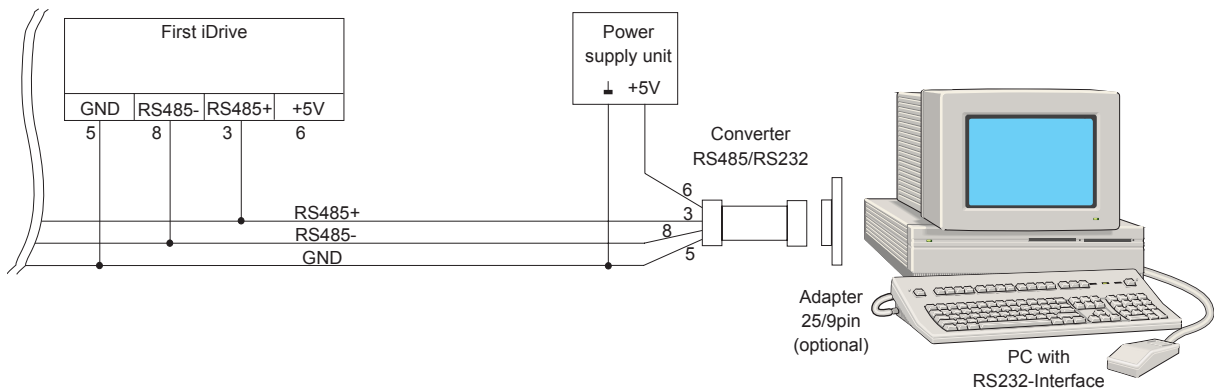 First iDrive
GND RS485- RS485+ +5V
5 8 3 6
Power
supply unit
+5V
Converter
RS485/RS232
6
3
8
5
RS485+
RS485-
GND
Adapter
25/9pin
(optional)
PC with
RS232-Interface